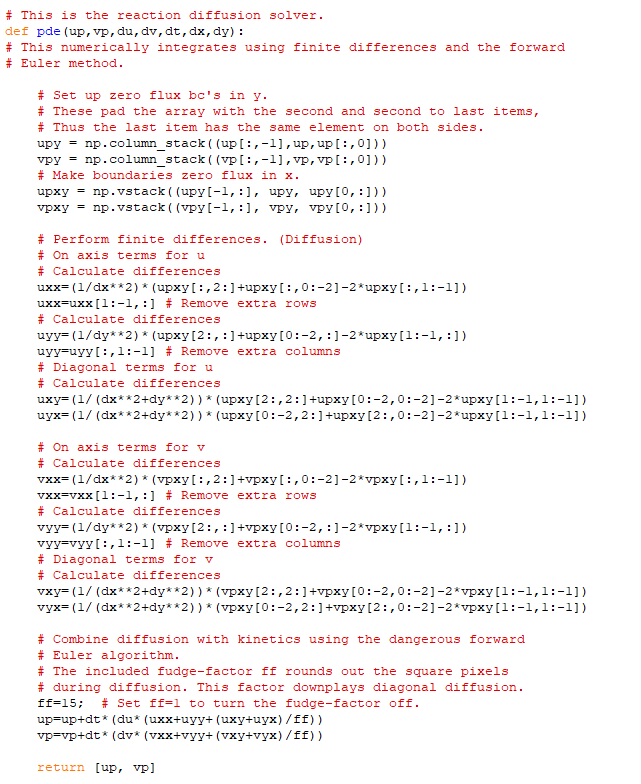 # This is the reaction diffusion solver.
def pde(up,vp,du,dv,dt,dx,dy):
# This numerically integrates using finite differences and the forward
# Euler method.
# Set up zero flux bc's in y.
# These pad the array with the second and second to last items,
# Thus the last item has the same element on both sides.
upy = np.column_stack((up[:,-1],up,up[:,0]))
vpy = np.column_stack((vp[:,-1],vp,vp[:,0]))
# Make boundaries zero flux in x.
upxy = np.vstack((upy[-1,:], upy, upy[0,:]))
vpxy = np.vstack((vpy[-1,:], vpy, vpy[0,:]))
# Perform finite differences. (Diffusion)
# On axis terms for u
# Calculate differences
uxx=(1/dx**2)*(upxy[:,2:]+upxy[:,0:-2]-2*upxy[:,1:-1])
uxx=uxx[1:-1,:] # Remove extra rows
# Calculate differences
uyy=(1/dy**2)*(upxy[2:,:]+upxy[0:-2,:]-2*upxy[1:-1,:])
uyy=uyy[:,1:-1] # Remove extra columns
# Diagonal terms for u
# Calculate differences
uxy=(1/(dx**2+dy**2))*(upxy[2:,2:]+upxy[0:-2,0:-2]-2*upxy[1:-1,1:-1])
uyx=(1/(dx**2+dy**2))*(upxy[0:-2,2:]+upxy[2:,0:-2]-2*upxy[1:-1,1:-1])
# On axis terms for v
# Calculate differences
vxx=(1/dx**2)*(vpxy[:,2:]+vpxy[:,0:-2]-2*vpxy[:,1:-1])
vxx=vxx[1:-1,:] # Remove extra rows
# Calculate differences
vyy=(1/dy**2)*(vpxy[2:,:]+vpxy[0:-2,:]-2*vpxy[1:-1,:])
vyy=vyy[:,1:-1] # Remove extra columns
# Diagonal terms for v
# Calculate differences
vxy=(1/(dx**2+dy**2))*(vpxy[2:,2:]+vpxy[0:-2,0:-2]-2*vpxy[1:-1,1:-1])
vyx=(1/(dx**2+dy**2))*(vpxy[0:-2,2:]+vpxy[2:,0:-2]-2*vpxy[1:-1,1:-1])
# Combine diffusion with kinetics using the dangerous forward
# Euler algorithm.
# The included fudge-factor ff rounds out the square pixels
# during diffusion. This factor downplays diagonal diffusion.
ff=15; # Set ff=1 to turn the fudge-factor off.
up=up+dt*(du*(uxx+uyy+(uxy+uyx)/ff))
vp=vp+dt*(dv*(vxx+vyy+(vxy+vyx)/ff))
return [up, vp]